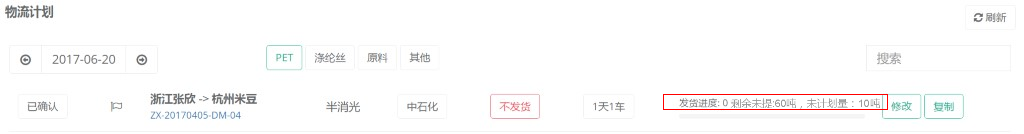 物流计划
刷新
2017-06-20
PET 涤纶丝 原料 其他
搜索
已确认
浙江张欣 -> 杭州米豆
ZX-20170405-DM-04
半消光
中石化
不发货
1天1车
发货进度: 0 剩余未提:60吨，未计划量：10吨
修改
复制